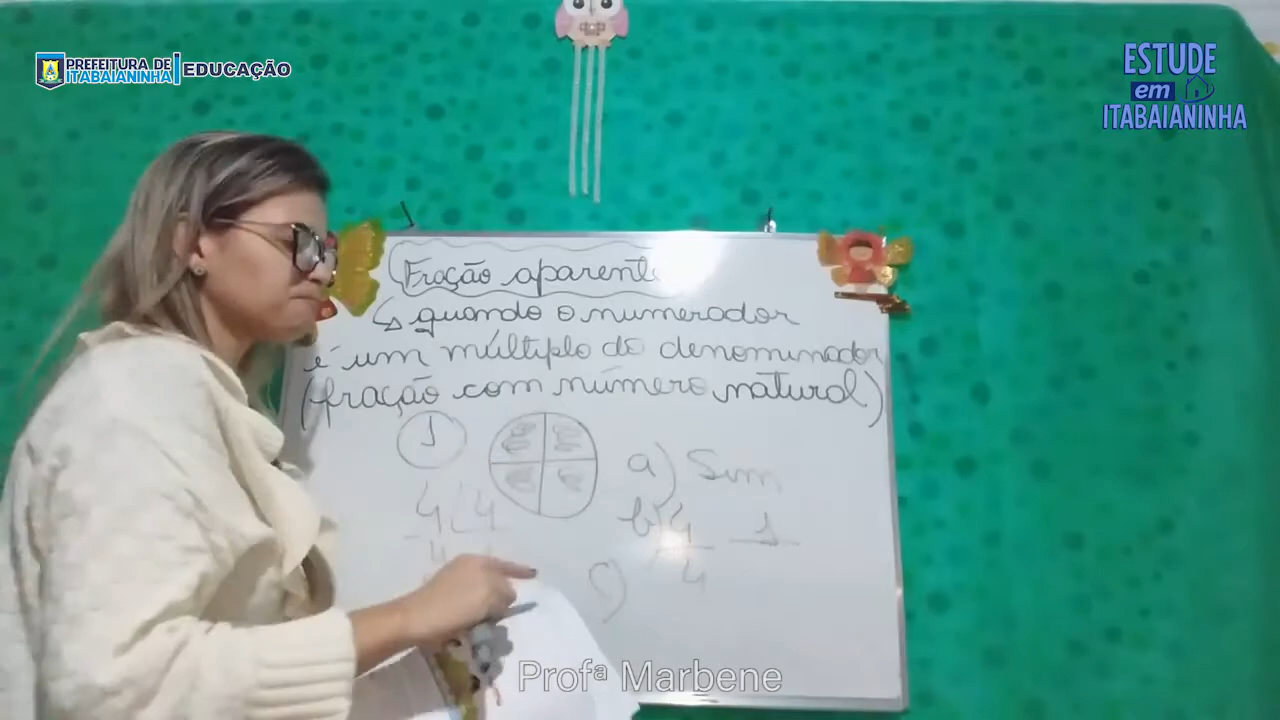 PREFEITURA DE
ITABAIANINHA
EDUCAÇÃO
ESTUDE
em
ITABAIANINHA
Fração aparente
quando o numerador
é um múltiplo do denominador
(fração com número natural)
1
a) Sim
4 4
b) 4 1
4
4
c)
Profª Marbene